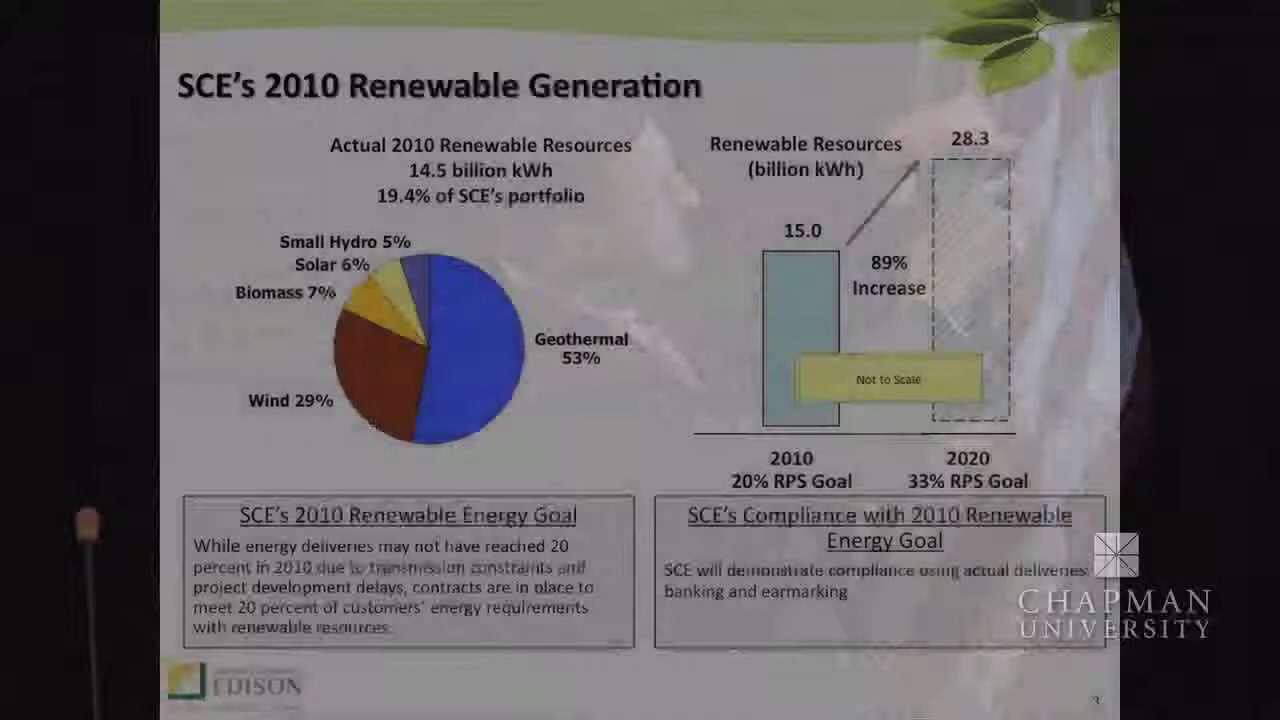 SCE's 2010 Renewable Generation
Actual 2010 Renewable Resources
14.5 billion kWh
19.4% of SCE's portfolio
Small Hydro 5%
Solar 6%
Biomass 7%
Wind 29%
Geothermal
53%
Renewable Resources
(billion kWh)
28.3
15.0
89%
Increase
Not to Scale
2010
20% RPS Goal
2020
33% RPS Goal
SCE's 2010 Renewable Energy Goal
While energy deliveries may not have reached 20
percent in 2010 due to transmission constraints and
project development delays, contracts are in place to
meet 20 percent of customers' energy requirements
with renewable resources.
SCE's Compliance with 2010 Renewable
Energy Goal
SCE will demonstrate compliance using actual deliveries,
banking and earmarking
CHAPMAN
UNIVERSITY
EDISON
3